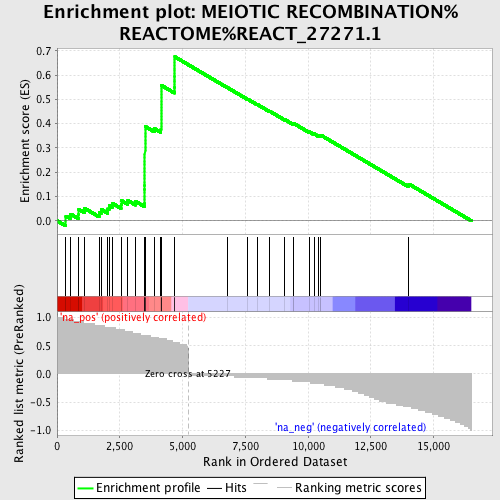 Enrichment plot: MEIOTIC RECOMBINATION%
REACTOME%REACT_27271.1
Enrichment score (ES)
0.7
0.6
0.5
0.4
0.3
0.2
0.1
0.0
Ranked list metric (PreRanked)
1.0
0.5
0.0
-0.5
-1.0
'na_pos' (positively correlated)
Zero cross at 5227
'na_neg' (negatively correlated)
0 2,500 5,000 7,500 10,000 12,500 15,000
Rank in Ordered Dataset
Enrichment profile Hits Ranking metric scores